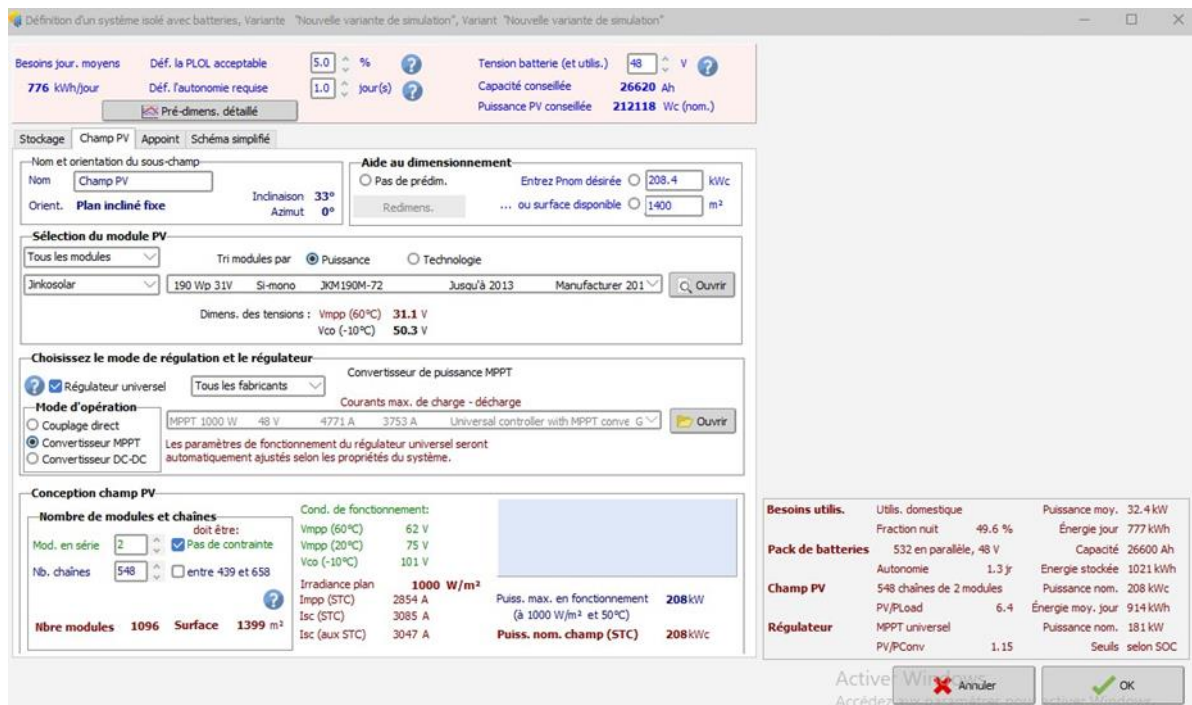 Définition d'un système isolé avec batteries, Variante "Nouvelle variante de simulation", Variant "Nouvelle variante de simulation"
Besoins jour. moyens Déf. la PLOL acceptable 5.0 % ? Tension batterie (et utilis.) 48 V ?
776 kWh/jour Déf. l'autonomie requise 1.0 jour(s) ? Capacité conseillée 26620 Ah
Pré-dimens. détaillé Puissance PV conseillée 212118 Wc (nom.)
Stockage Champ PV Appoint Schéma simplifié
Nom et orientation du sous-champ
Nom Champ PV
Orient. Plan incliné fixe Inclinaison 33°
Azimut 0°
Aide au dimensionnement
Pas de prédim. Entrez Pnom désirée 208.4 kWc
Redimens. ... ou surface disponible 1400 m²
Sélection du module PV
Tous les modules Tri modules par Puissance Technologie
Jinkosolar 190 Wp 31V Si-mono JKM190M-72 Jusqu'à 2013 Manufacturer 201 Ouvrir
Dimens. des tensions : Vmpp (60°C) 31.1 V
Vco (-10°C) 50.3 V
Choisissez le mode de régulation et le régulateur
? Régulateur universel Tous les fabricants Convertisseur de puissance MPPT
Mode d'opération Courants max. de charge - décharge
Couplage direct MPPT 1000 W 48 V 4771 A 3753 A Universal controller with MPPT conve G Ouvrir
Convertisseur MPPT Les paramètres de fonctionnement du régulateur universel seront
Convertisseur DC-DC automatiquement ajustés selon les propriétés du système.
Conception champ PV
Nombre de modules et chaînes
doit être:
Mod. en série 2 Pas de contrainte
Nb. chaînes 548 entre 439 et 658
?
Nbre modules 1096 Surface 1399 m²
Cond. de fonctionnement:
Vmpp (60°C) 62 V
Vmpp (20°C) 75 V
Vco (-10°C) 101 V
Irradiance plan 1000 W/m²
Impp (STC) 2854 A
Isc (STC) 3085 A
Isc (aux STC) 3047 A
Puiss. max. en fonctionnement 208kW
(à 1000 W/m² et 50°C)
Puiss. nom. champ (STC) 208kWc
Besoins utilis. Utilis. domestique Puissance moy. 32.4 kW
Fraction nuit 49.6 % Énergie jour 777 kWh
Pack de batteries 532 en parallèle, 48 V Capacité 26600 Ah
Autonomie 1.3 jr Energie stockée 1021 kWh
Champ PV 548 chaînes de 2 modules Puissance nom. 208 kWc
PV/PLoad 6.4 Énergie moy. jour 914 kWh
Régulateur MPPT universel Puissance nom. 181 kW
PV/PConv 1.15 Seuils selon SOC
Activer Windows
Accédez aux paramètres pour activer Windows.
Annuler OK